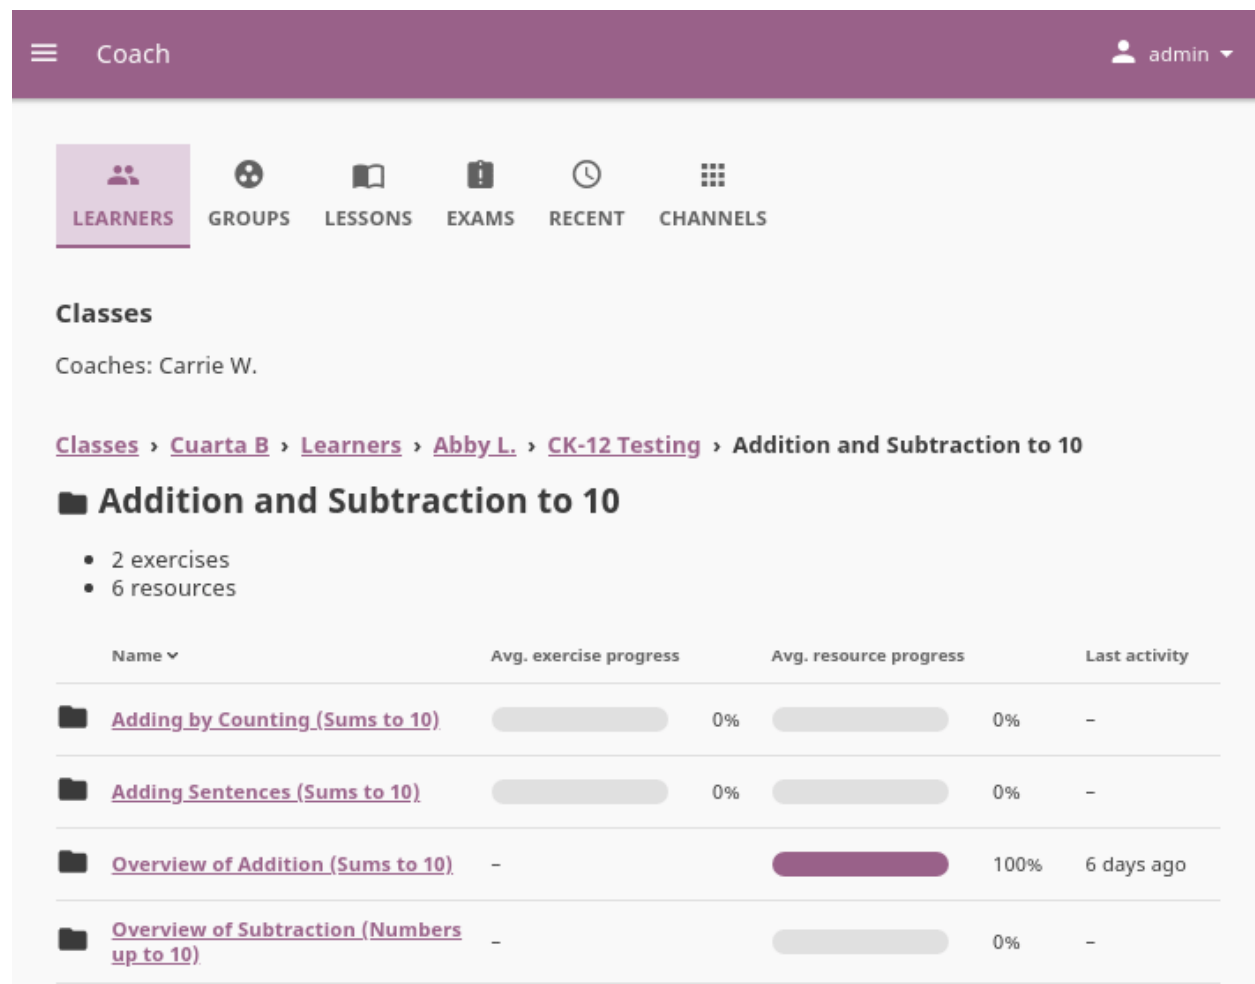 Coach
admin
LEARNERS GROUPS LESSONS EXAMS RECENT CHANNELS
Classes
Coaches: Carrie W.
Classes › Cuarta B › Learners › Abby L. › CK-12 Testing › Addition and Subtraction to 10
Addition and Subtraction to 10
• 2 exercises
• 6 resources
Name Avg. exercise progress Avg. resource progress Last activity
Adding by Counting (Sums to 10) 0% 0% –
Adding Sentences (Sums to 10) 0% 0% –
Overview of Addition (Sums to 10) – 100% 6 days ago
Overview of Subtraction (Numbers
up to 10) – 0% –